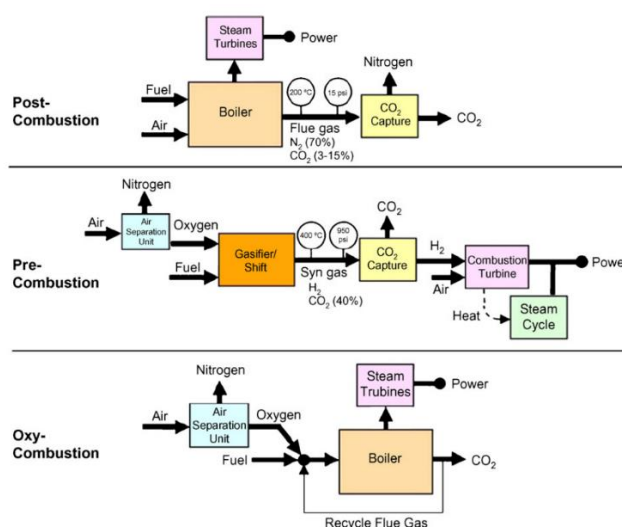 Post-
Combustion
Steam
Turbines
Power
Fuel
Air
Boiler
200 ºC
15 psi
Flue gas
N2 (70%)
CO2 (3-15%)
Nitrogen
CO2
Capture
CO2
Pre-
Combustion
Nitrogen
Air
Air
Separation
Unit
Oxygen
Fuel
Gasifier/
Shift
400 ºC
950
psi
Syn gas
H2
CO2 (40%)
CO2
CO2
Capture
H2
Air
Combustion
Turbine
Power
Heat
Steam
Cycle
Oxy-
Combustion
Nitrogen
Air
Air
Separation
Unit
Oxygen
Fuel
Steam
Trubines
Power
Boiler
CO2
Recycle Flue Gas